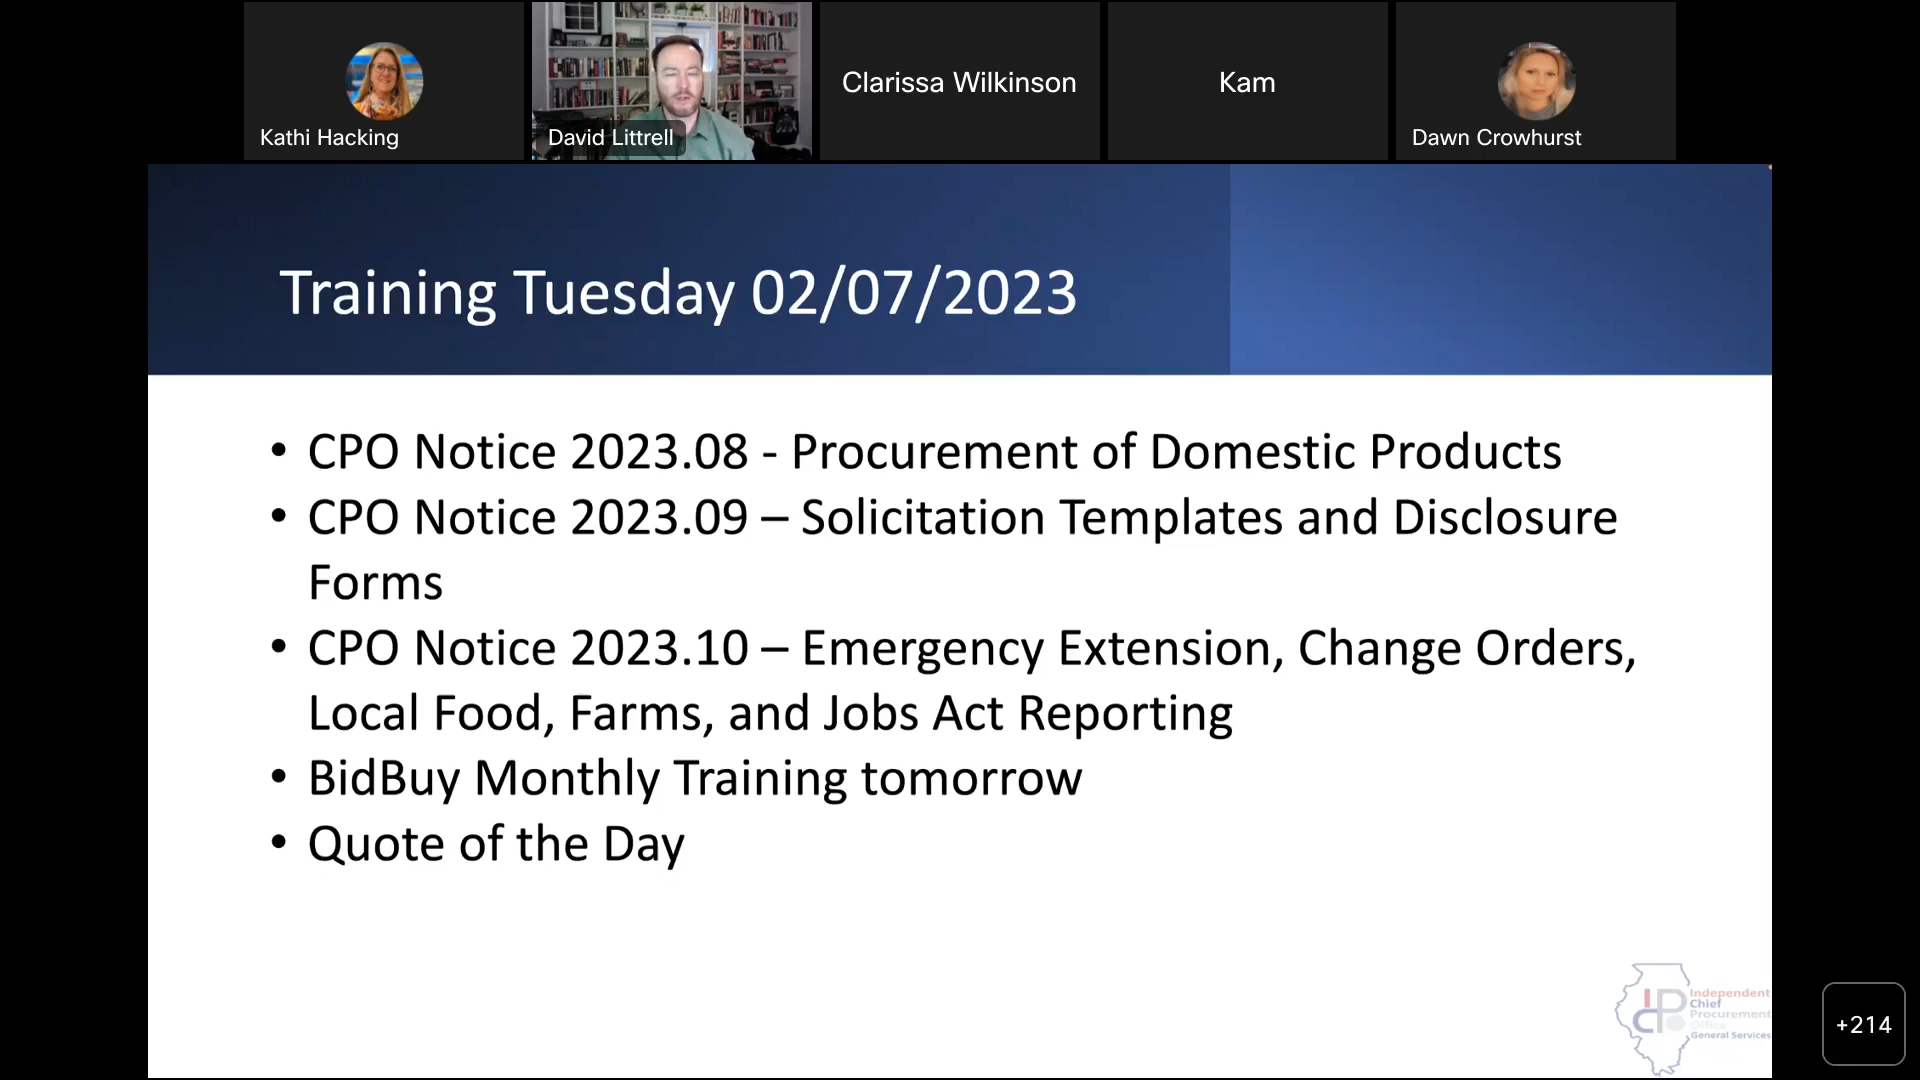 Kathi Hacking
David Littrell
Clarissa Wilkinson
Kam
Dawn Crowhurst
Training Tuesday 02/07/2023
• CPO Notice 2023.08 - Procurement of Domestic Products
• CPO Notice 2023.09 – Solicitation Templates and Disclosure
Forms
• CPO Notice 2023.10 – Emergency Extension, Change Orders,
Local Food, Farms, and Jobs Act Reporting
• BidBuy Monthly Training tomorrow
• Quote of the Day
Independent
Chief
Procurement
Office
General Services
+214